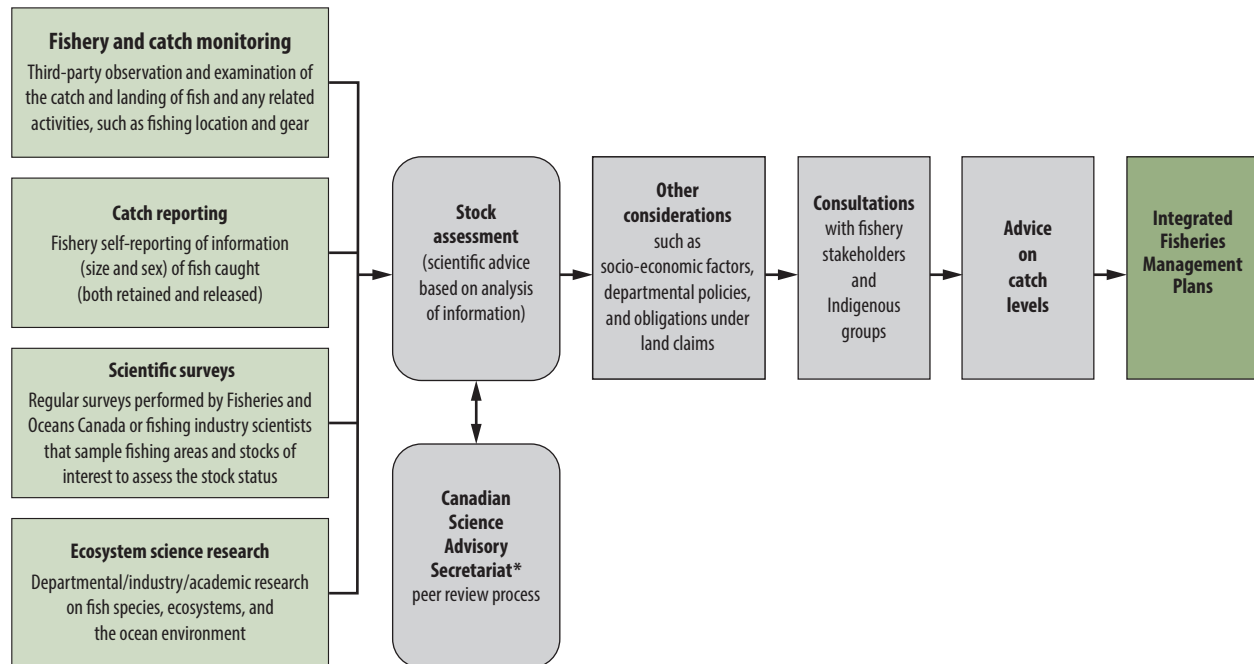 Fishery and catch monitoring
Third-party observation and examination of
the catch and landing of fish and any related
activities, such as fishing location and gear
Catch reporting
Fishery self-reporting of information
(size and sex) of fish caught
(both retained and released)
Scientific surveys
Regular surveys performed by Fisheries and
Oceans Canada or fishing industry scientists
that sample fishing areas and stocks of
interest to assess the stock status
Ecosystem science research
Departmental/industry/academic research
on fish species, ecosystems, and
the ocean environment
Stock
assessment
(scientific advice
based on analysis
of information)
Canadian
Science
Advisory
Secretariat*
peer review process
Other
considerations
such as
socio-economic factors,
departmental policies,
and obligations under
land claims
Consultations
with fishery
stakeholders
and
Indigenous
groups
Advice
on
catch
levels
Integrated
Fisheries
Management
Plans